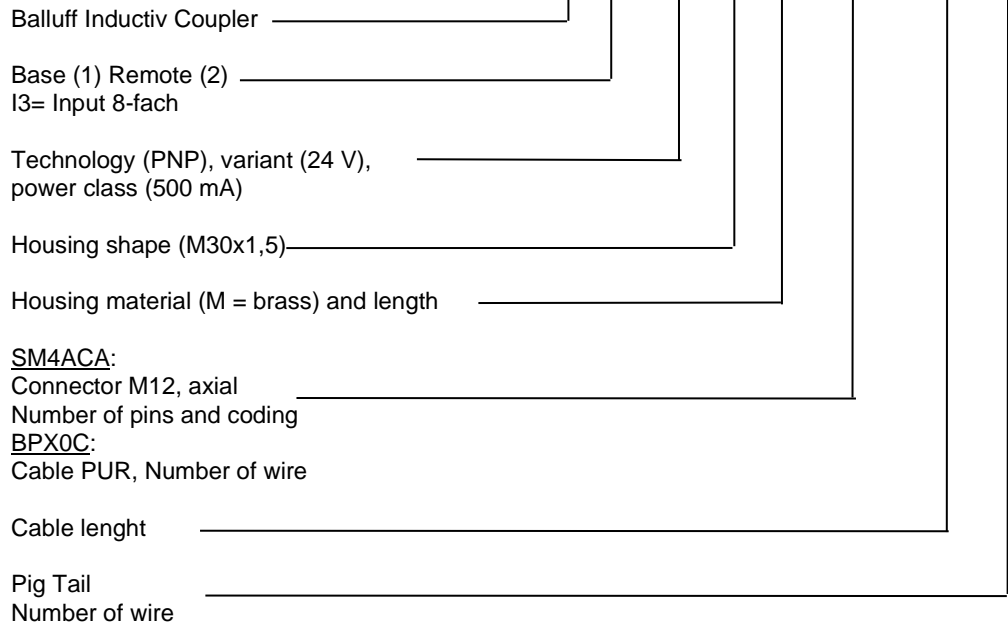 Balluff Inductiv Coupler
Base (1) Remote (2)
I3= Input 8-fach
Technology (PNP), variant (24 V),
power class (500 mA)
Housing shape (M30x1,5)
Housing material (M = brass) and length
SM4ACA:
Connector M12, axial
Number of pins and coding
BPX0C:
Cable PUR, Number of wire
Cable lenght
Pig Tail
Number of wire